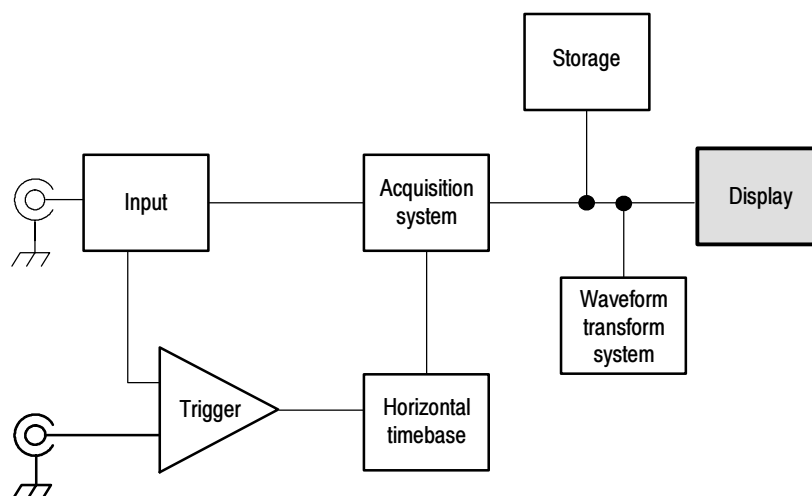 Storage
Input
Acquisition
system
Display
Waveform
transform
system
Trigger
Horizontal
timebase